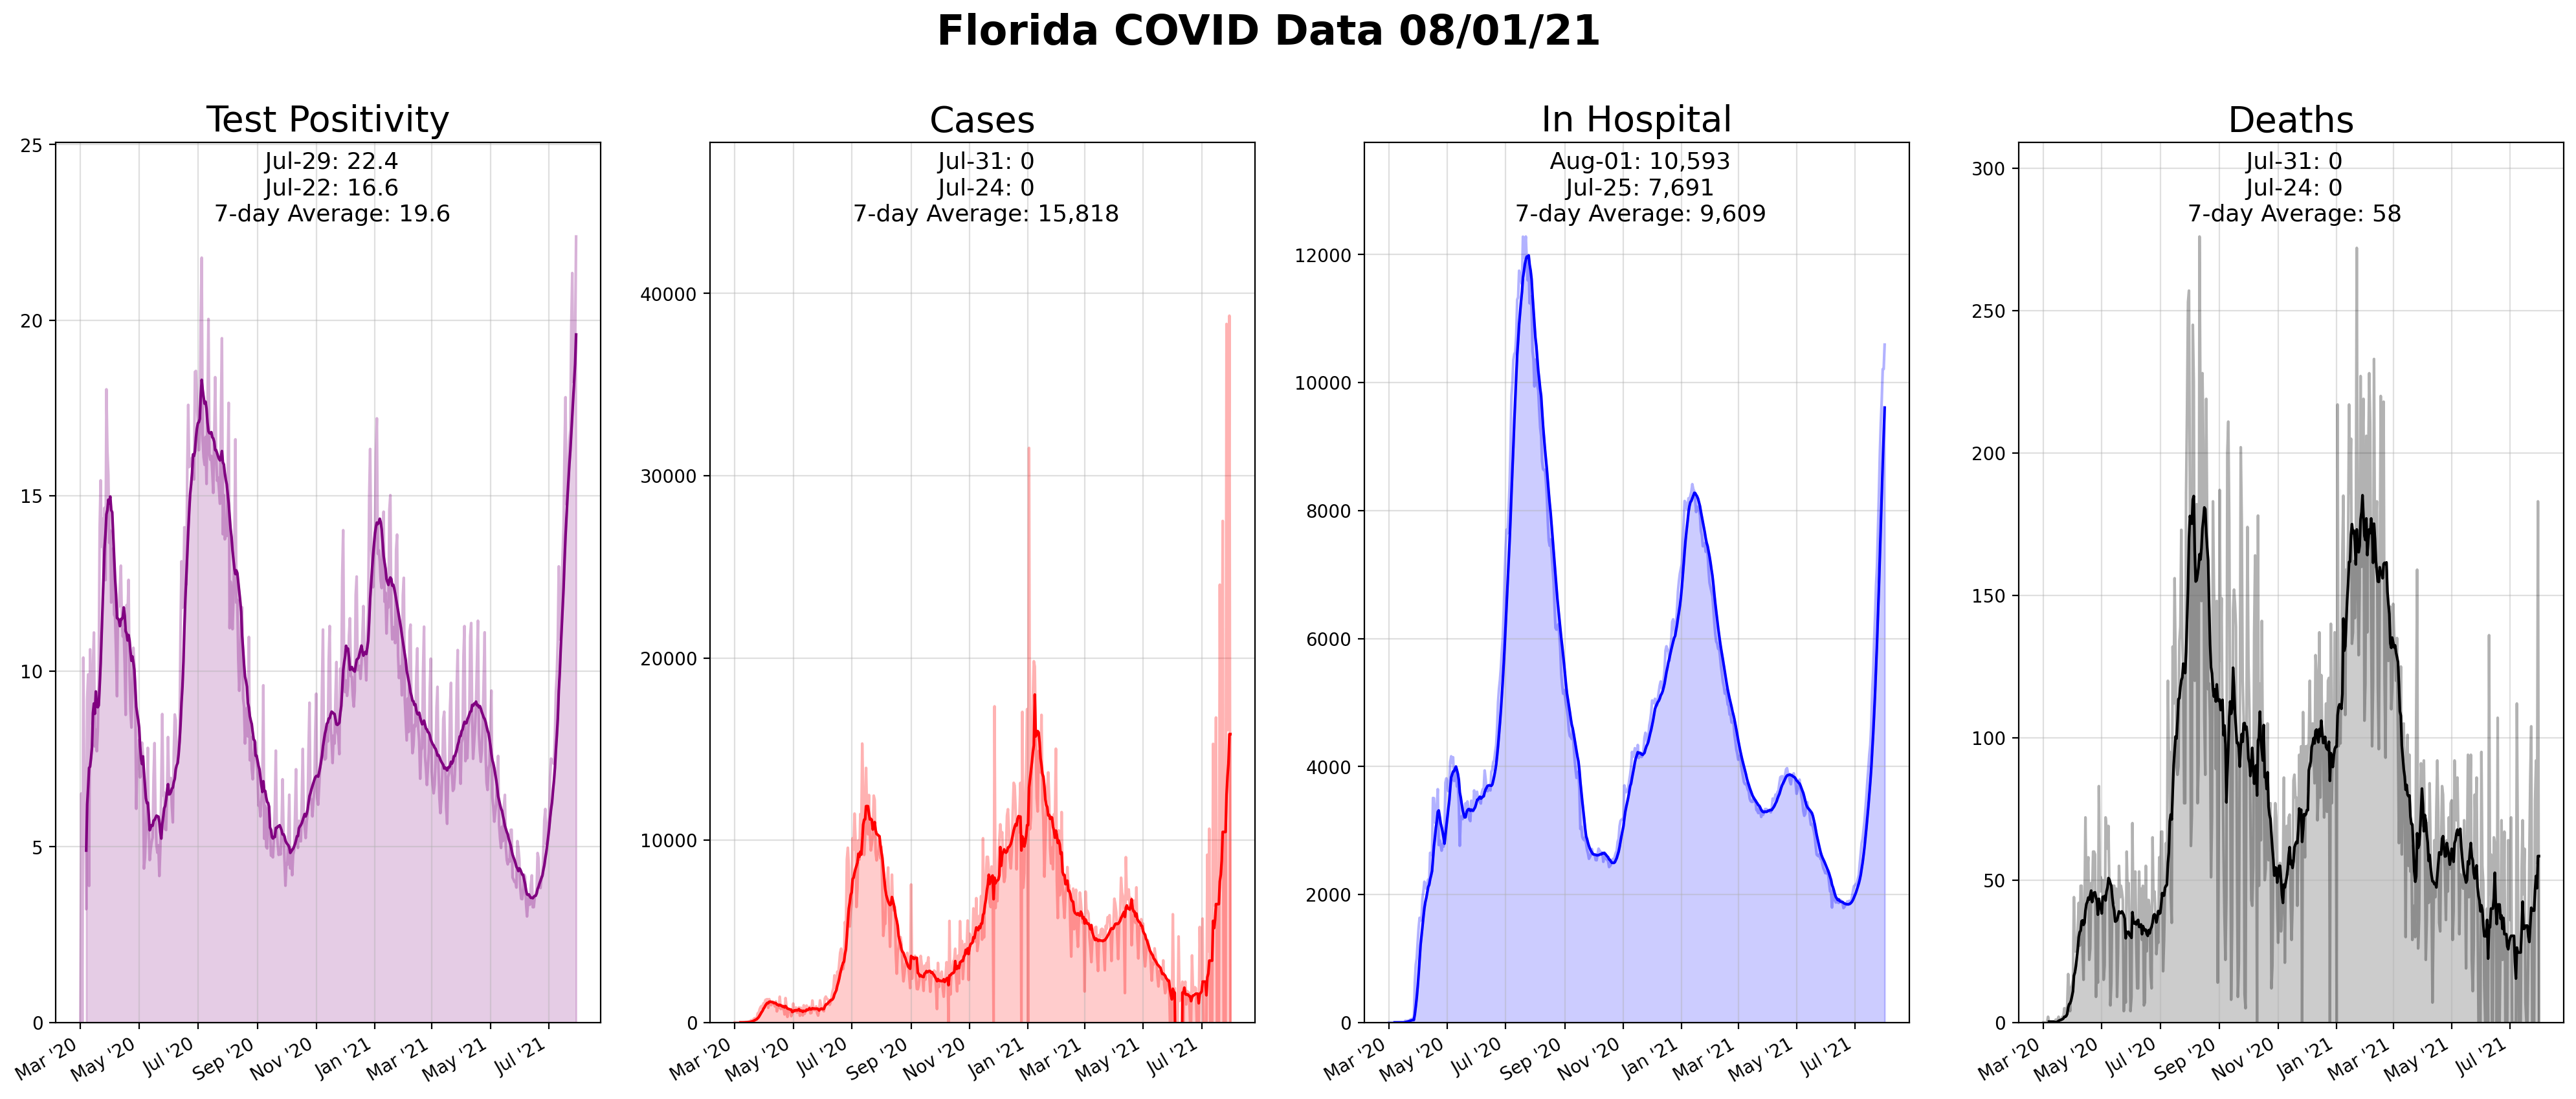 Florida COVID Data 08/01/21
Test Positivity
Jul-29: 22.4
Jul-22: 16.6
7-day Average: 19.6
25
20
15
10
5
0
Mar '20
May '20
Jul '20
Sep '20
Nov '20
Jan '21
Mar '21
May '21
Jul '21
Cases
Jul-31: 0
Jul-24: 0
7-day Average: 15,818
40000
30000
20000
10000
0
Mar '20
May '20
Jul '20
Sep '20
Nov '20
Jan '21
Mar '21
May '21
Jul '21
In Hospital
Aug-01: 10,593
Jul-25: 7,691
7-day Average: 9,609
12000
10000
8000
6000
4000
2000
0
Mar '20
May '20
Jul '20
Sep '20
Nov '20
Jan '21
Mar '21
May '21
Jul '21
Deaths
Jul-31: 0
Jul-24: 0
7-day Average: 58
300
250
200
150
100
50
0
Mar '20
May '20
Jul '20
Sep '20
Nov '20
Jan '21
Mar '21
May '21
Jul '21